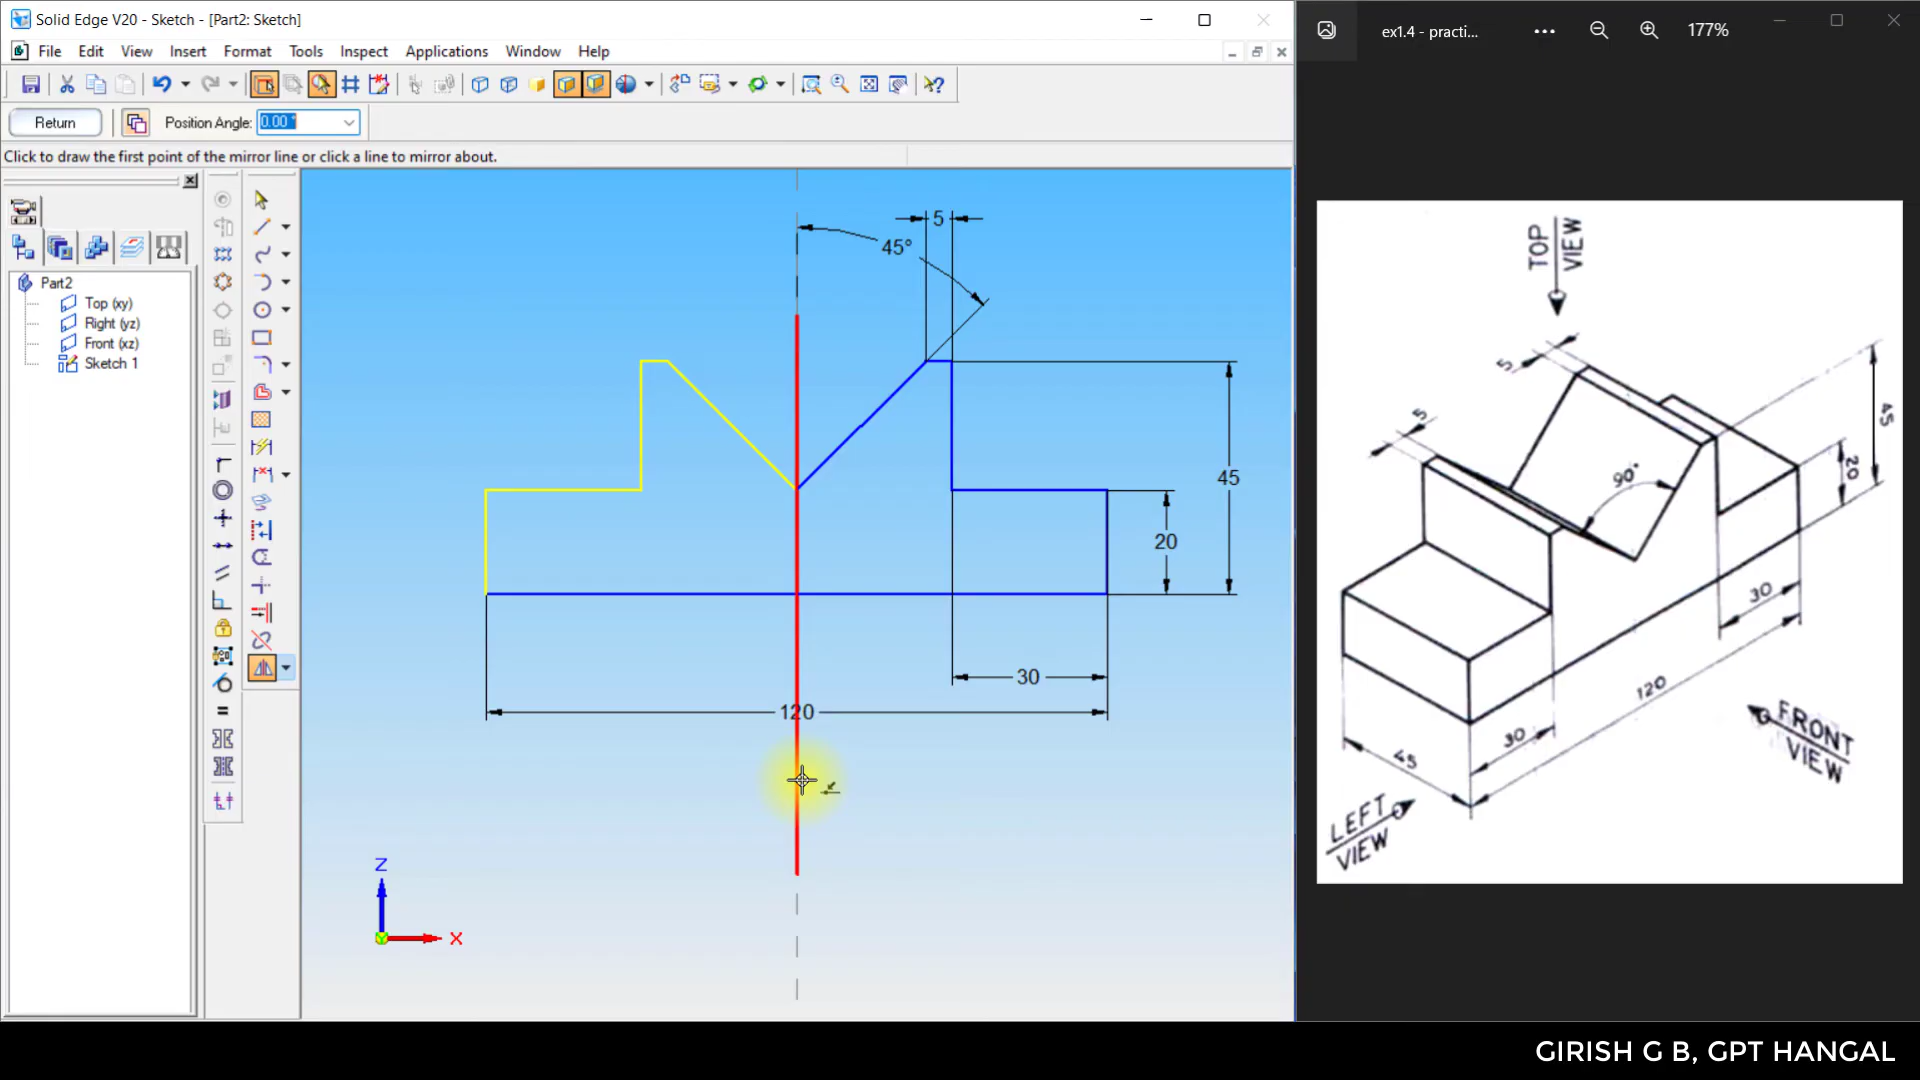 Solid Edge V20 - Sketch - [Part2: Sketch]
File Edit View Insert Format Tools Inspect Applications Window Help
Return Position Angle: 0.00 °
Click to draw the first point of the mirror line or click a line to mirror about.
Part2
Top (xy)
Right (yz)
Front (xz)
Sketch 1
5
45°
45
20
30
120
Z
X
ex1.4 - practi...
177%
TOP
VIEW
5
5
45
20
90°
30
120
30
45
FRONT
VIEW
LEFT
VIEW
GIRISH G B, GPT HANGAL